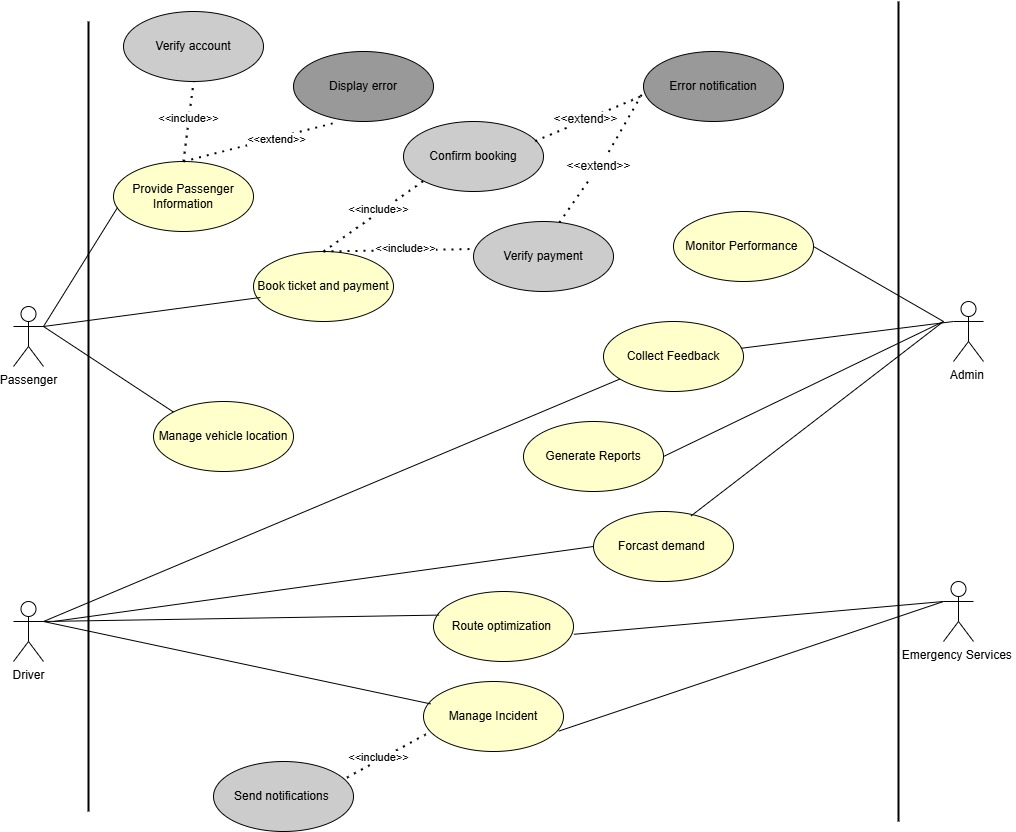 Verify account
Display error
Error notification
<<include>>
<<extend>>
<<extend>>
Confirm booking
<<extend>>
Provide Passenger
Information
<<include>>
<<include>>
Verify payment
Monitor Performance
Book ticket and payment
Collect Feedback
Passenger
Admin
Manage vehicle location
Generate Reports
Forcast demand
Route optimization
Emergency Services
Driver
Manage Incident
<<include>>
Send notifications